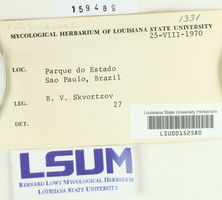 159489
1331
MYCOLOGICAL HERBARIUM OF LOUISIANA STATE UNIVERSITY
25-VIII-1970
LOC. Parque do Estado
Sao Paulo, Brazil
LEG. B. V. Skvortzov
27
DET.
Louisiana State University Herbarium
LSU00152580
LSUM
BERNARD LOWY MYCOLOGICAL HERBARIUM
LOUISIANA STATE UNIVERSITY